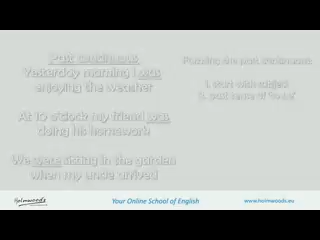 Past continuous
Yesterday morning I was
enjoying the weather
At 10 o'clock my friend was
doing his homework
We were sitting in the garden
when my uncle arrived
Forming the past continuous
1. start with subject
2. past tense of "to be"
Holmwood's
Your Online School of English
www.holmwoods.eu